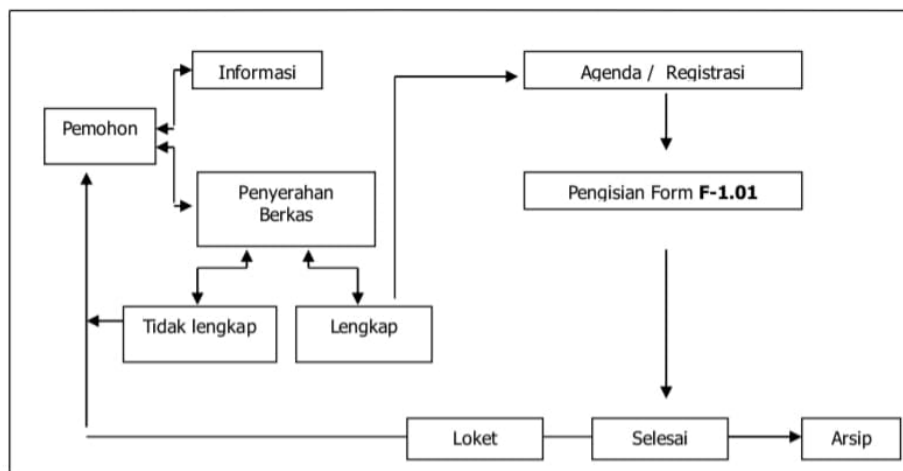 Informasi
Agenda / Registrasi
Pemohon
Penyerahan
Berkas
Pengisian Form F-1.01
Tidak lengkap
Lengkap
Loket
Selesai
Arsip